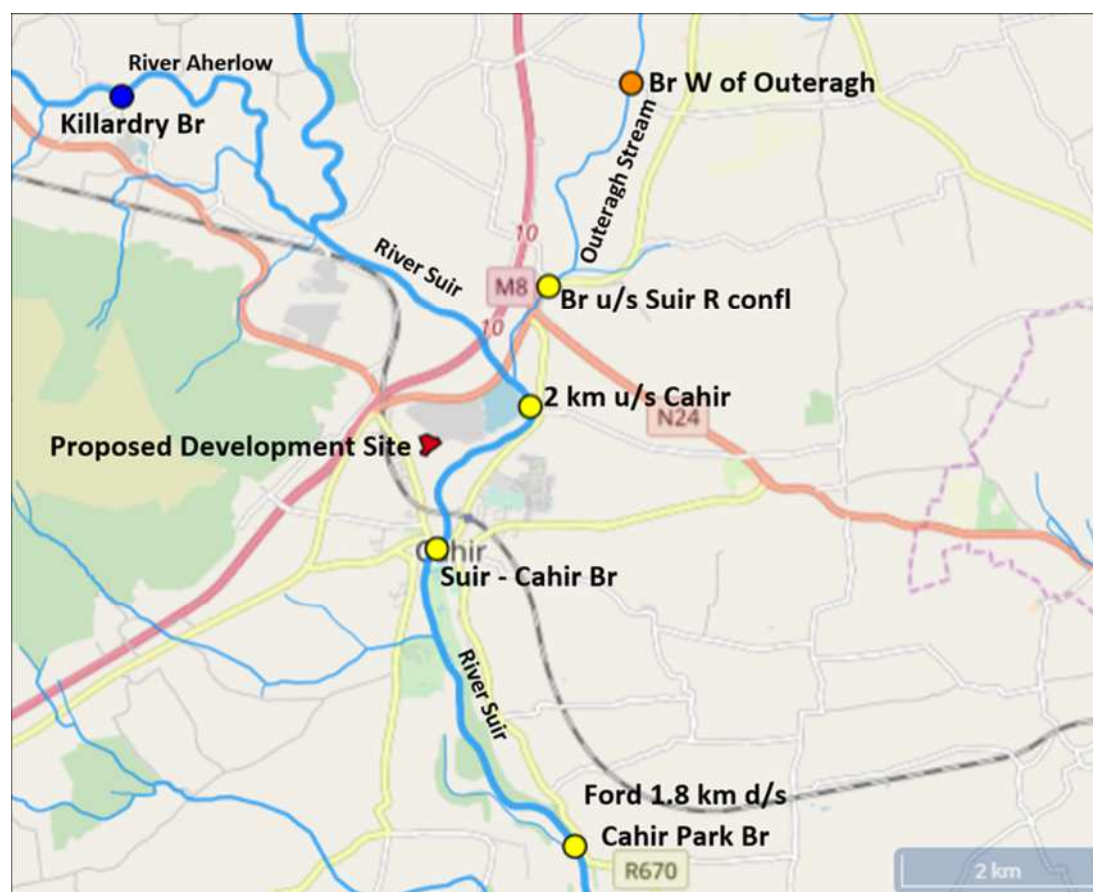 River Aherlow
Killardry Br
Br W of Outeragh
Outeragh Stream
10
River Suir
M8
Br u/s Suir R confl
10
2 km u/s Cahir
N24
Proposed Development Site
Cahir
Suir - Cahir Br
River Suir
Ford 1.8 km d/s
Cahir Park Br
R670
2 km